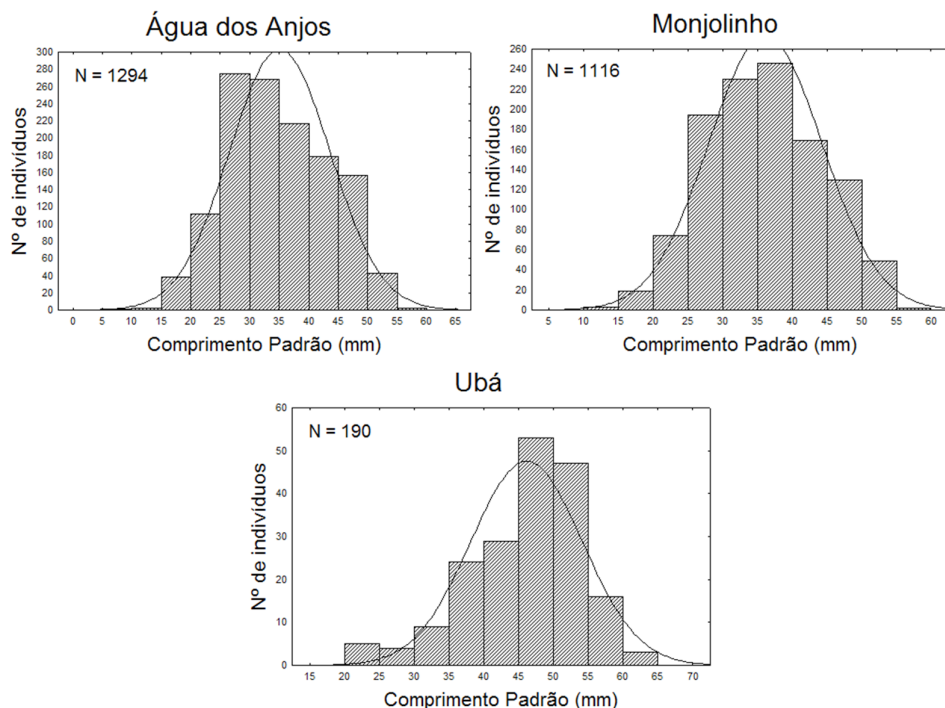 Água dos Anjos
N = 1294
Nº de indivíduos
300
280
260
240
220
200
180
160
140
120
100
80
60
40
20
0
0 5 10 15 20 25 30 35 40 45 50 55 60 65
Comprimento Padrão (mm)
Monjolinho
N = 1116
Nº de indivíduos
260
240
220
200
180
160
140
120
100
80
60
40
20
0
5 10 15 20 25 30 35 40 45 50 55 60
Comprimento Padrão (mm)
Ubá
N = 190
Nº de indivíduos
60
50
40
30
20
10
0
15 20 25 30 35 40 45 50 55 60 65 70
Comprimento Padrão (mm)